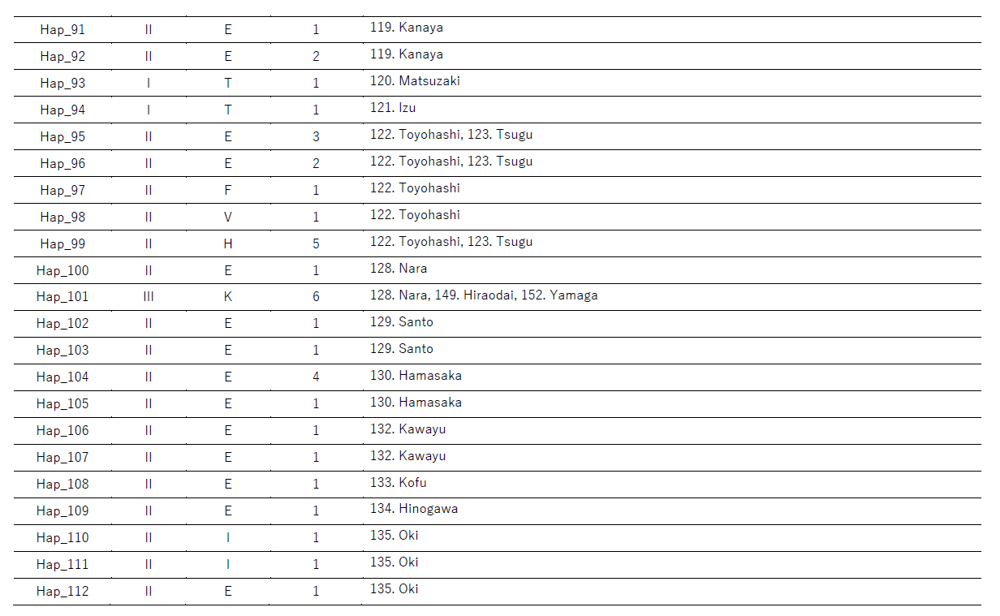 Hap_91 II E 1 119. Kanaya
Hap_92 II E 2 119. Kanaya
Hap_93 I T 1 120. Matsuzaki
Hap_94 I T 1 121. Izu
Hap_95 II E 3 122. Toyohashi, 123. Tsugu
Hap_96 II E 2 122. Toyohashi, 123. Tsugu
Hap_97 II F 1 122. Toyohashi
Hap_98 II V 1 122. Toyohashi
Hap_99 II H 5 122. Toyohashi, 123. Tsugu
Hap_100 II E 1 128. Nara
Hap_101 III K 6 128. Nara, 149. Hiraodai, 152. Yamaga
Hap_102 II E 1 129. Santo
Hap_103 II E 1 129. Santo
Hap_104 II E 4 130. Hamasaka
Hap_105 II E 1 130. Hamasaka
Hap_106 II E 1 132. Kawayu
Hap_107 II E 1 132. Kawayu
Hap_108 II E 1 133. Kofu
Hap_109 II E 1 134. Hinogawa
Hap_110 II I 1 135. Oki
Hap_111 II I 1 135. Oki
Hap_112 II E 1 135. Oki